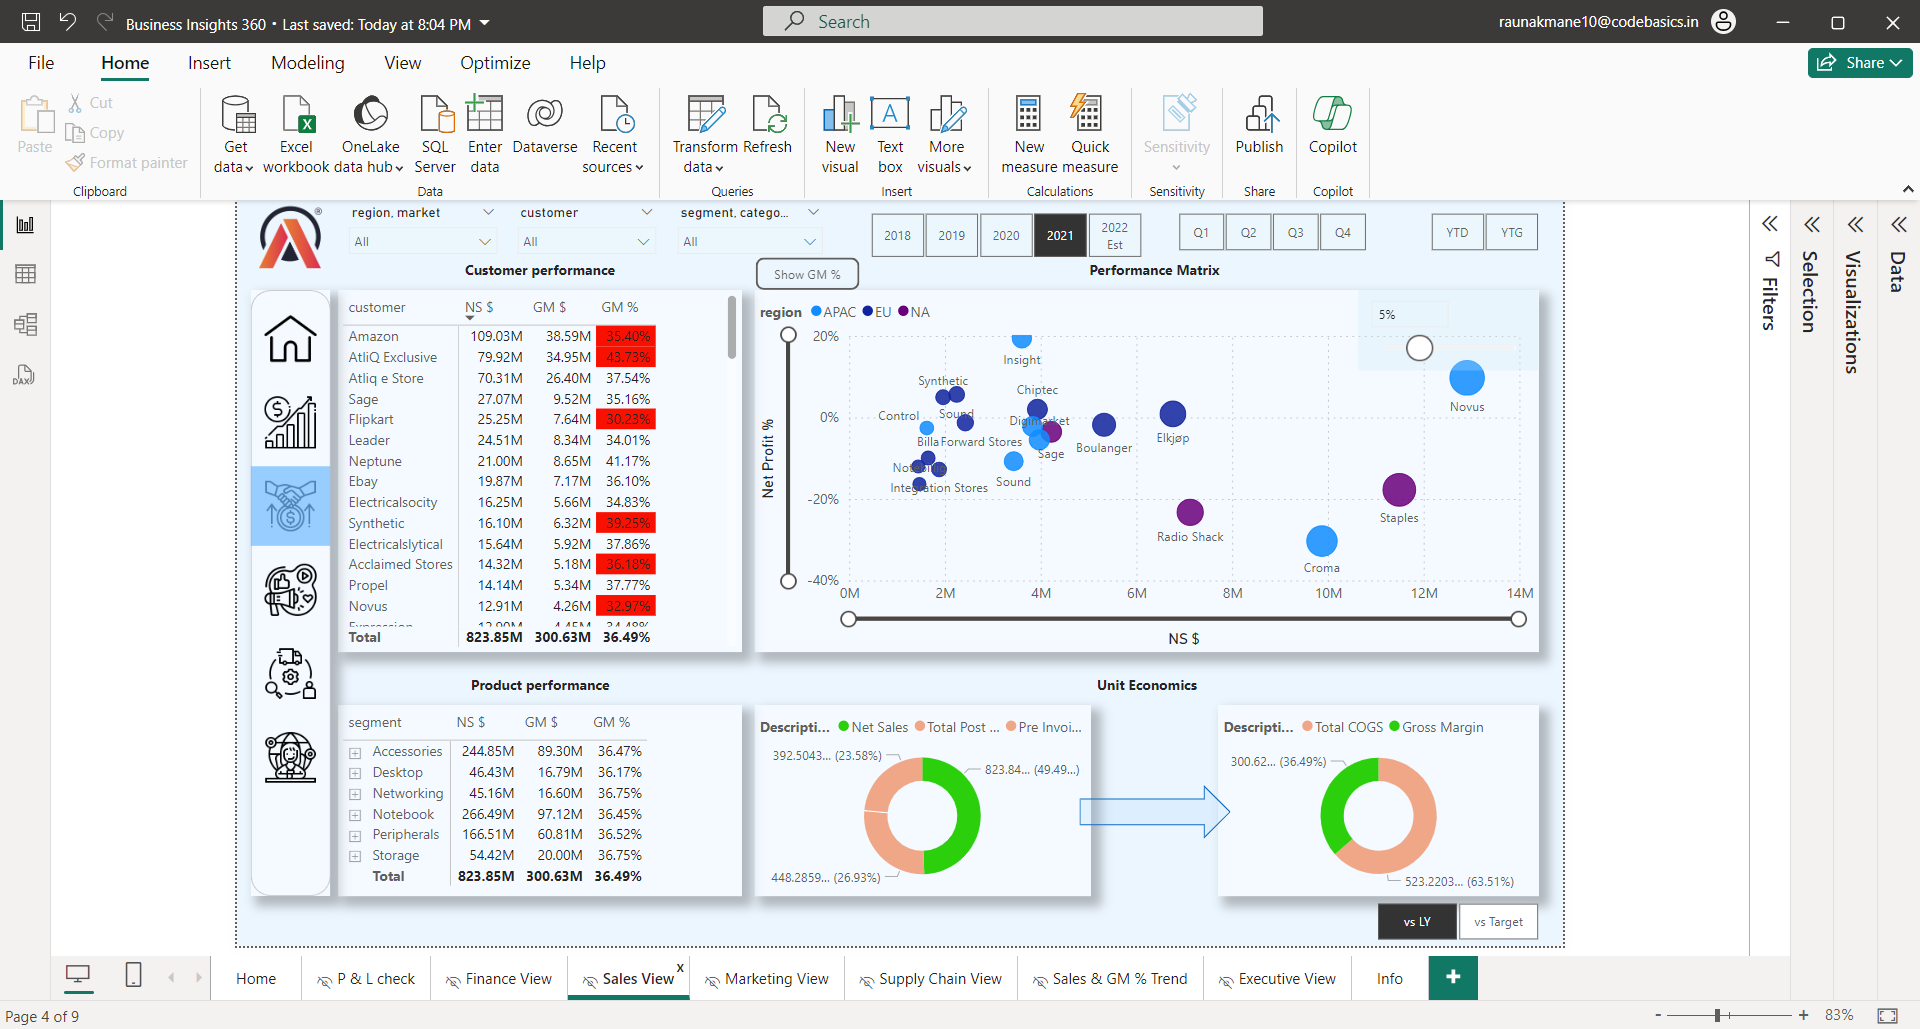 Business Insights 360 • Last saved: Today at 8:04 PM
Search
raunakmane10@codebasics.in
File Home Insert Modeling View Optimize Help
Share
Paste
Cut
Copy
Format painter
Clipboard
Get data
Excel workbook
OneLake data hub
SQL Server
Enter data
Dataverse
Recent sources
Data
Transform data
Refresh
Queries
New visual
Text box
More visuals
Insert
New measure
Quick measure
Calculations
Sensitivity
Sensitivity
Publish
Share
Copilot
Copilot
region, market
All
customer
All
segment, catego...
All
2018 2019 2020 2021 2022 Est
Q1 Q2 Q3 Q4
YTD YTG
Customer performance
Show GM %
Performance Matrix
customer NS $ GM $ GM %
Amazon 109.03M 38.59M 35.40%
AtliQ Exclusive 79.92M 34.95M 43.73%
Atliq e Store 70.31M 26.40M 37.54%
Sage 27.07M 9.52M 35.16%
Flipkart 25.25M 7.64M 30.23%
Leader 24.51M 8.34M 34.01%
Neptune 21.00M 8.65M 41.17%
Ebay 19.87M 7.17M 36.10%
Electricalsocity 16.25M 5.66M 34.83%
Synthetic 16.10M 6.32M 39.25%
Electricalslytical 15.64M 5.92M 37.86%
Acclaimed Stores 14.32M 5.18M 36.18%
Propel 14.14M 5.34M 37.77%
Novus 12.91M 4.26M 32.97%
Expression 12.90M 4.45M 34.48%
Total 823.85M 300.63M 36.49%
region APAC EU NA
5%
Net Profit %
20%
0%
-20%
-40%
Insight
Synthetic
Chiptec
Novus
Control
Sound
Digimarket
Elkjøp
Billa
Forward Stores
Sage
Boulanger
Integration Stores
Sound
Staples
Radio Shack
Croma
0M 2M 4M 6M 8M 10M 12M 14M
NS $
Product performance
segment NS $ GM $ GM %
Accessories 244.85M 89.30M 36.47%
Desktop 46.43M 16.79M 36.17%
Networking 45.16M 16.60M 36.75%
Notebook 266.49M 97.12M 36.45%
Peripherals 166.51M 60.81M 36.52%
Storage 54.42M 20.00M 36.75%
Total 823.85M 300.63M 36.49%
Unit Economics
Descripti... Net Sales Total Post ... Pre Invoi...
392.5043... (23.58%)
823.84... (49.49...)
448.2859... (26.93%)
Descripti... Total COGS Gross Margin
300.62... (36.49%)
523.2203... (63.51%)
vs LY vs Target
Filters
Selection
Visualizations
Data
DAX
Home
P & L check
Finance View
Sales View
x
Marketing View
Supply Chain View
Sales & GM % Trend
Executive View
Info
+
Page 4 of 9
- + 83%